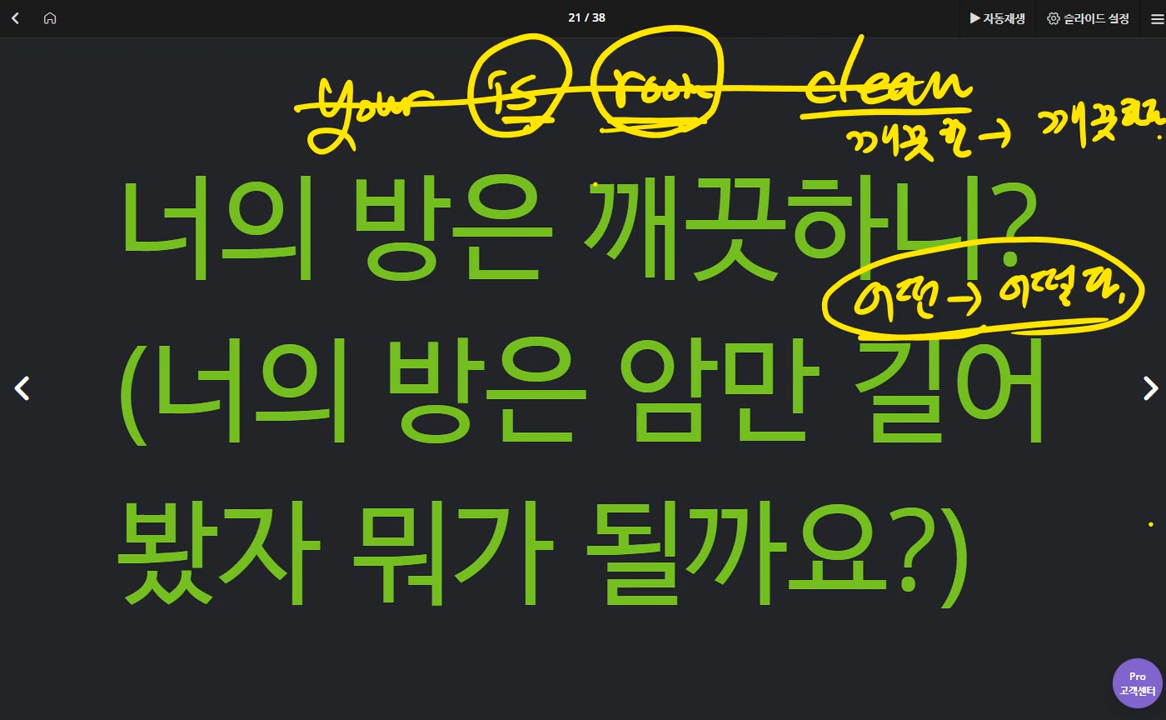 21 / 38
▶ 자동재생
슬라이드 설정
your is room clean
깨끗한 → 깨끗하다
너의 방은 깨끗하니?
어떤 → 어떻다.
(너의 방은 암만 길어
봤자 뭐가 될까요?)
Pro
고객센터